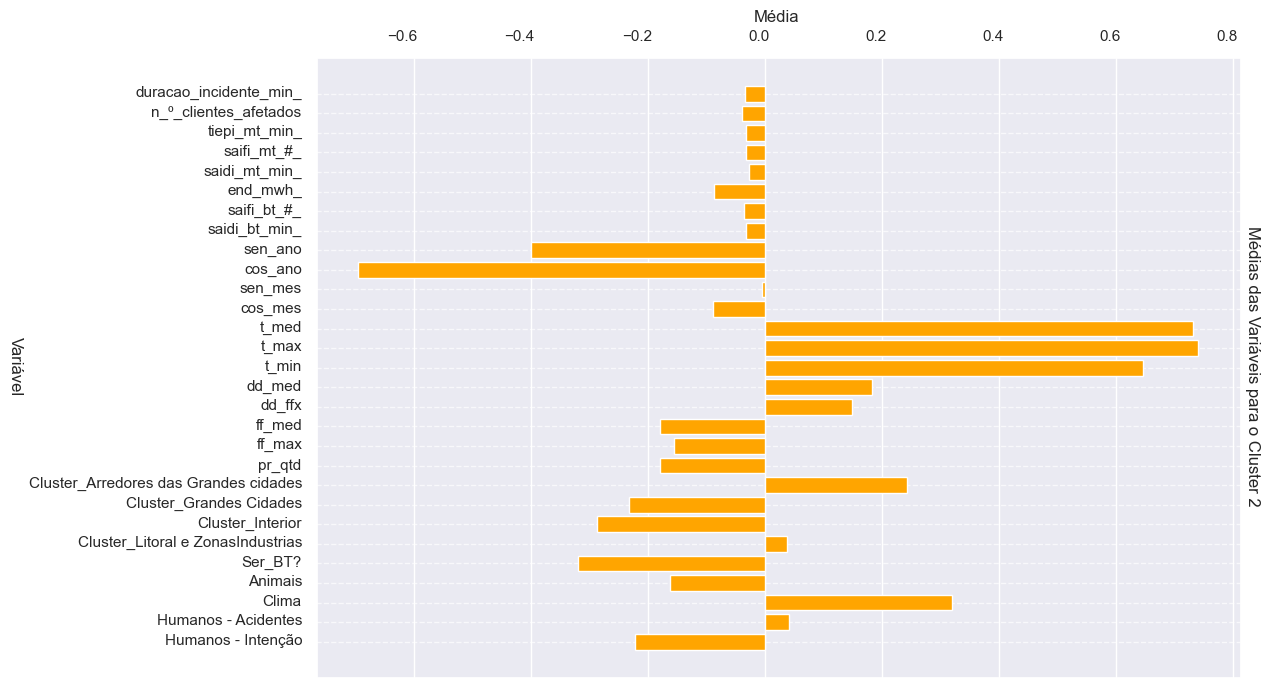 Média
−0.6 −0.4 −0.2 0.0 0.2 0.4 0.6 0.8
duracao_incidente_min_
n_º_clientes_afetados
tiepi_mt_min_
saifi_mt_#_
saidi_mt_min_
end_mwh_
saifi_bt_#_
saidi_bt_min_
sen_ano
cos_ano
sen_mes
cos_mes
t_med
t_max
t_min
dd_med
dd_ffx
ff_med
ff_max
pr_qtd
Cluster_Arredores das Grandes cidades
Cluster_Grandes Cidades
Cluster_Interior
Cluster_Litoral e ZonasIndustrias
Ser_BT?
Animais
Clima
Humanos - Acidentes
Humanos - Intenção
Variável
Médias das Variáveis para o Cluster 2